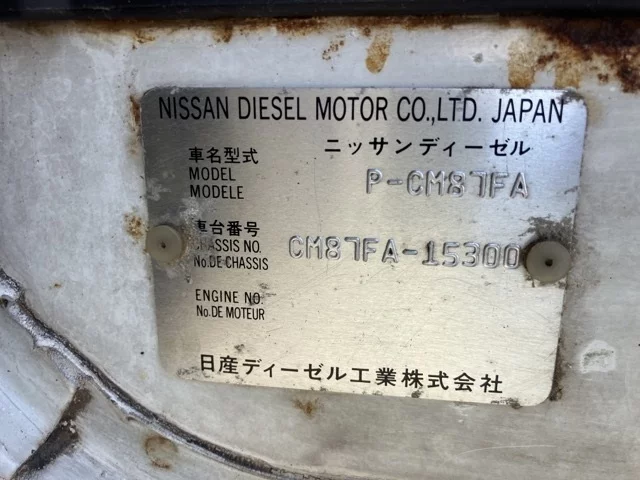 NISSAN DIESEL MOTOR CO.,LTD. JAPAN
車名型式 ニッサンディーゼル
MODEL
MODELE P-CM87FA
車台番号
CHASSIS NO. CM87FA-15300
No.DE CHASSIS
ENGINE NO.
No.DE MOTEUR
日産ディーゼル工業株式会社